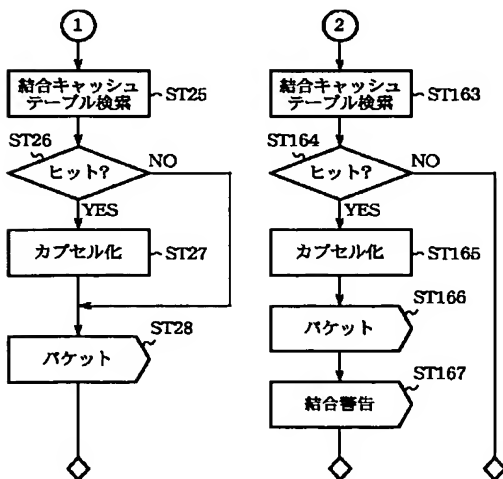 1
結合キャッシュ
テーブル検索
ST25
ST26
ヒット?
NO
YES
カプセル化
ST27
ST28
パケット
2
結合キャッシュ
テーブル検索
ST163
ST164
ヒット?
NO
YES
カプセル化
ST165
ST166
パケット
ST167
結合警告